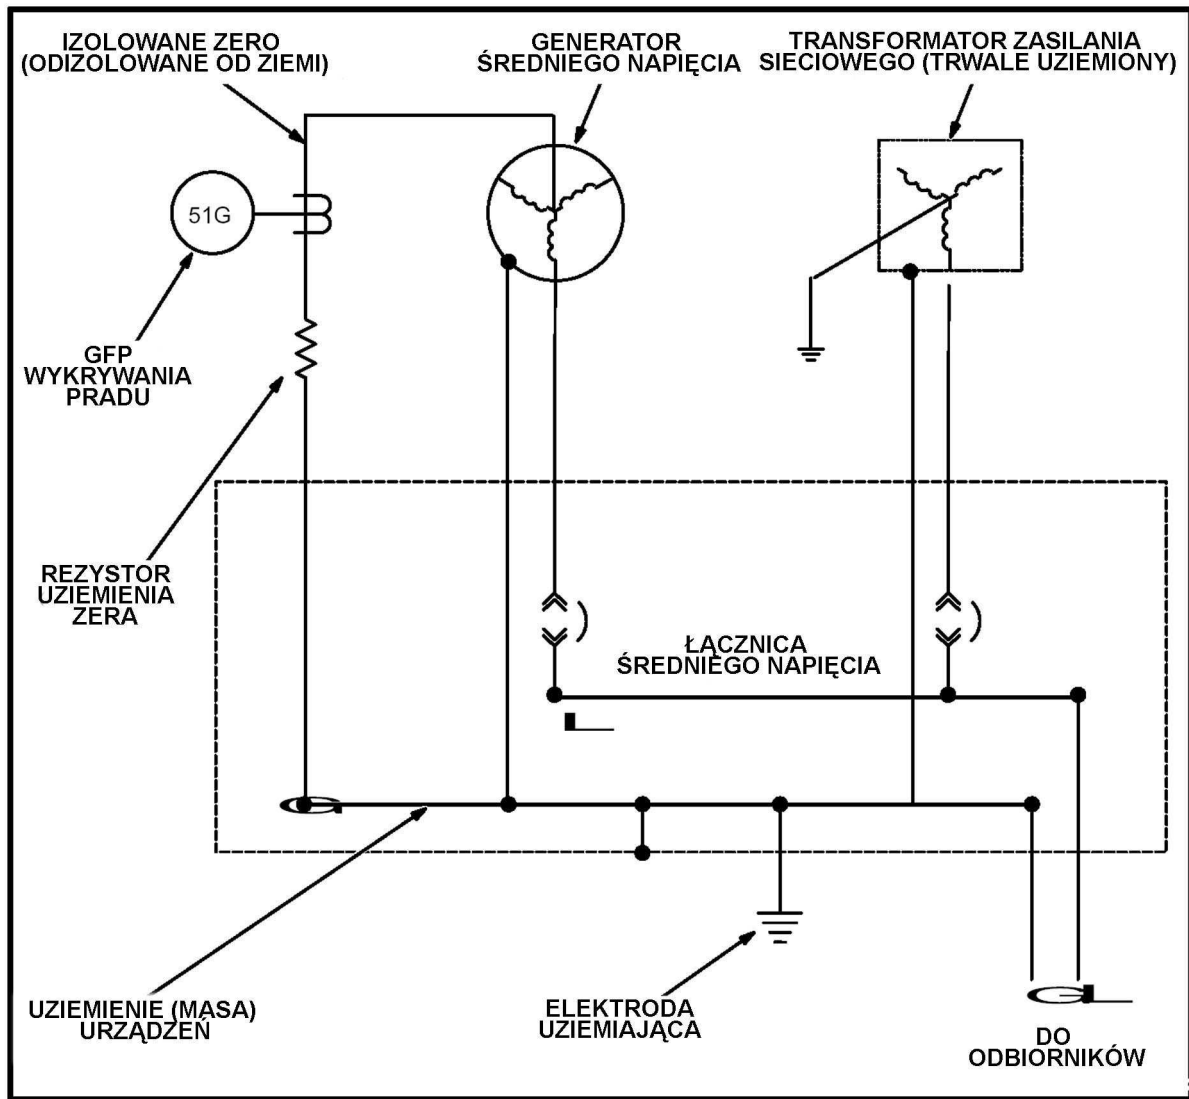 IZOLOWANE ZERO
(ODIZOLOWANE OD ZIEMI)
GENERATOR
ŚREDNIEGO NAPIĘCIA
TRANSFORMATOR ZASILANIA
SIECIOWEGO (TRWALE UZIEMIONY)
51G
GFP
WYKRYWANIA
PRADU
REZYSTOR
UZIEMIENIA
ZERA
ŁĄCZNICA
ŚREDNIEGO NAPIĘCIA
L
G
UZIEMIENIE (MASA)
URZĄDZEŃ
ELEKTRODA
UZIEMIAJĄCA
G L
DO
ODBIORNIKÓW